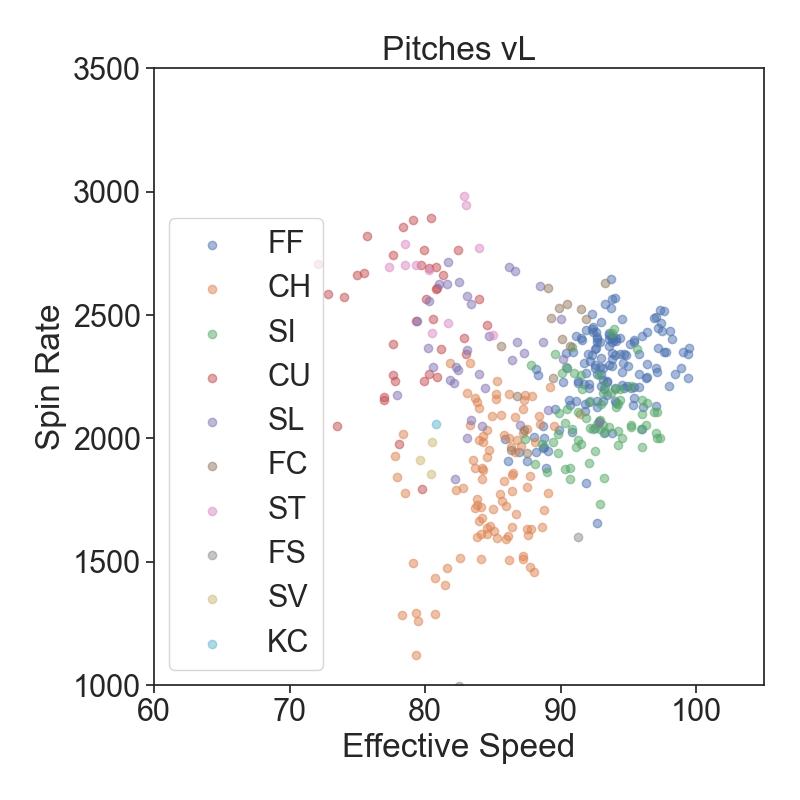 Pitches vL
3500
3000
2500
2000
1500
1000
Spin Rate
FF
CH
SI
CU
SL
FC
ST
FS
SV
KC
60 70 80 90 100
Effective Speed